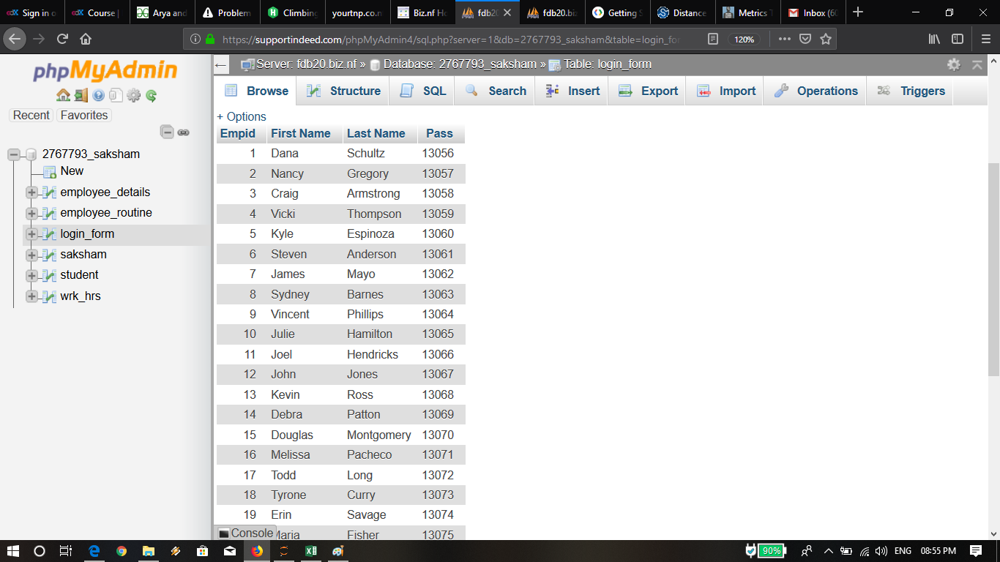 Sign in o Course | Arya and Problem Climbing yourtnp.co.n Biz.nf Ho fdb20 fdb20.biz Getting S Distance Metrics T Inbox (60
https://supportindeed.com/phpMyAdmin4/sql.php?server=1&db=2767793_saksham&table=login_for 120%
phpMyAdmin
Recent Favorites
2767793_saksham
New
employee_details
employee_routine
login_form
saksham
student
wrk_hrs
Server: fdb20.biz.nf » Database: 2767793_saksham » Table: login_form
Browse Structure SQL Search Insert Export Import Operations Triggers
+ Options
Empid First Name Last Name Pass
1 Dana Schultz 13056
2 Nancy Gregory 13057
3 Craig Armstrong 13058
4 Vicki Thompson 13059
5 Kyle Espinoza 13060
6 Steven Anderson 13061
7 James Mayo 13062
8 Sydney Barnes 13063
9 Vincent Phillips 13064
10 Julie Hamilton 13065
11 Joel Hendricks 13066
12 John Jones 13067
13 Kevin Ross 13068
14 Debra Patton 13069
15 Douglas Montgomery 13070
16 Melissa Pacheco 13071
17 Todd Long 13072
18 Tyrone Curry 13073
19 Erin Savage 13074
Maria Fisher 13075
Console
90% ENG 08:55 PM